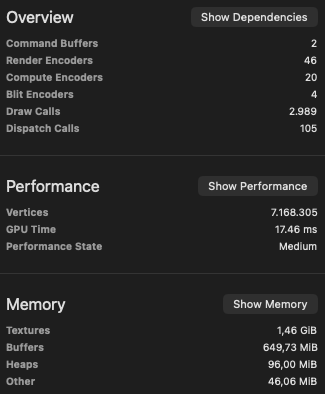 Overview Show Dependencies
Command Buffers 2
Render Encoders 46
Compute Encoders 20
Blit Encoders 4
Draw Calls 2.989
Dispatch Calls 105
Performance Show Performance
Vertices 7.168.305
GPU Time 17.46 ms
Performance State Medium
Memory Show Memory
Textures 1,46 GiB
Buffers 649,73 MiB
Heaps 96,00 MiB
Other 46,06 MiB